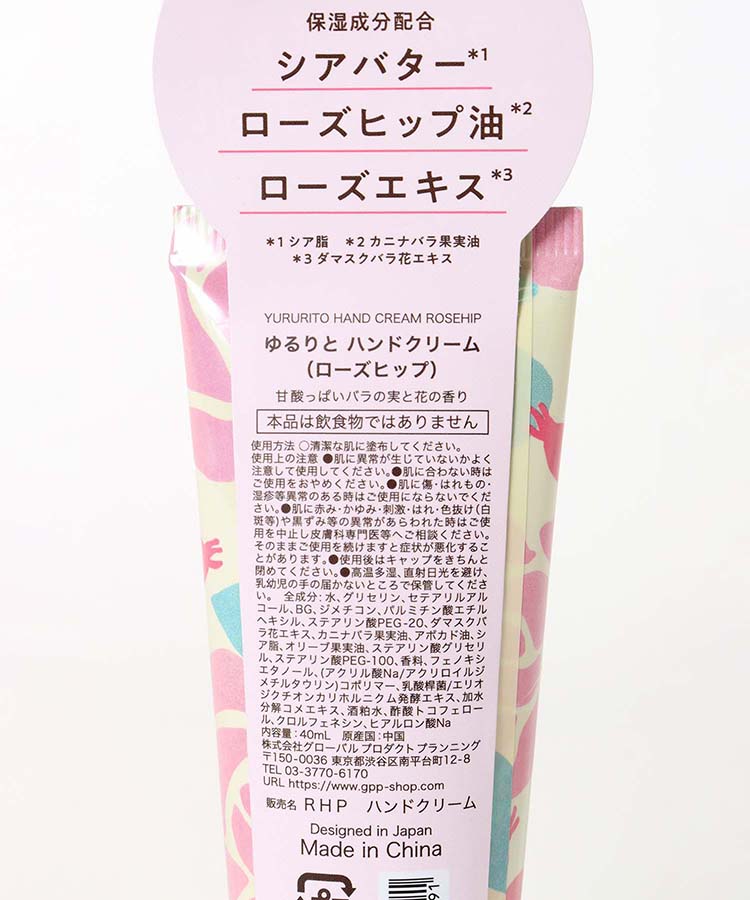 保湿成分配合
シアバター*1
ローズヒップ油*2
ローズエキス*3
*1 シア脂 *2 カニナバラ果実油
*3 ダマスクバラ花エキス
YURURITO HAND CREAM ROSEHIP
ゆるりと ハンドクリーム
(ローズヒップ)
甘酸っぱいバラの実と花の香り
本品は飲食物ではありません
使用方法 ○清潔な肌に塗布してください。
使用上の注意 ●肌に異常が生じていないかよく
注意して使用してください。●肌に合わない時は
ご使用をおやめください。●肌に傷・はれもの・
湿疹等異常のある時はご使用にならないでくだ
さい。●肌に赤み・かゆみ・刺激・はれ・色抜け(白
斑等)や黒ずみ等の異常があらわれた時はご使
用を中止し皮膚科専門医等へご相談ください。
そのままご使用を続けますと症状が悪化するこ
とがあります。●使用後はキャップをきちんと
閉めてください。●高温多湿、直射日光を避け、
乳幼児の手の届かないところで保管してくださ
い。 全成分:水、グリセリン、セテアリルアル
コール、BG、ジメチコン、パルミチン酸エチル
ヘキシル、ステアリン酸PEG-20、ダマスクバ
ラ花エキス、カニナバラ果実油、アボカド油、シ
ア脂、オリーブ果実油、ステアリン酸グリセリ
ル、ステアリン酸PEG-100、香料、フェノキシ
エタノール、(アクリル酸Na/アクリロイルジ
メチルタウリン)コポリマー、乳酸桿菌/エリオ
ジクチオンカリホルニクム発酵エキス、加水
分解コメエキス、酒粕水、酢酸トコフェロー
ル、クロルフェネシン、ヒアルロン酸Na
内容量:40mL 原産国:中国
株式会社グローバル プロダクト プランニング
〒150-0036 東京都渋谷区南平台町12-8
TEL 03-3770-6170
URL https://www.gpp-shop.com
販売名 RHP ハンドクリーム
Designed in Japan
Made in China
91